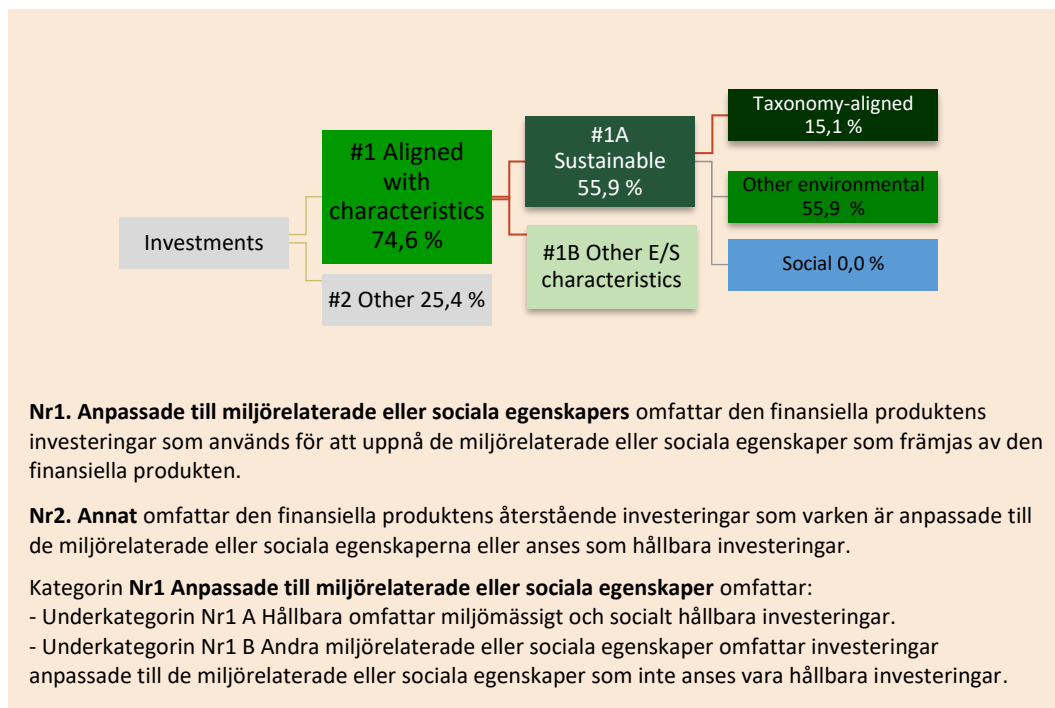 Taxonomy-aligned
15,1 %
#1A
Sustainable
55,9 %
#1 Aligned
with
characteristics
74,6 %
Other environmental
55,9 %
Investments
#1B Other E/S
characteristics
Social 0,0 %
#2 Other 25,4 %
Nr1. Anpassade till miljörelaterade eller sociala egenskapers omfattar den finansiella produktens
investeringar som används för att uppnå de miljörelaterade eller sociala egenskaper som främjas av den
finansiella produkten.
Nr2. Annat omfattar den finansiella produktens återstående investeringar som varken är anpassade till
de miljörelaterade eller sociala egenskaperna eller anses som hållbara investeringar.
Kategorin Nr1 Anpassade till miljörelaterade eller sociala egenskaper omfattar:
- Underkategorin Nr1 A Hållbara omfattar miljömässigt och socialt hållbara investeringar.
- Underkategorin Nr1 B Andra miljörelaterade eller sociala egenskaper omfattar investeringar
anpassade till de miljörelaterade eller sociala egenskaper som inte anses vara hållbara investeringar.